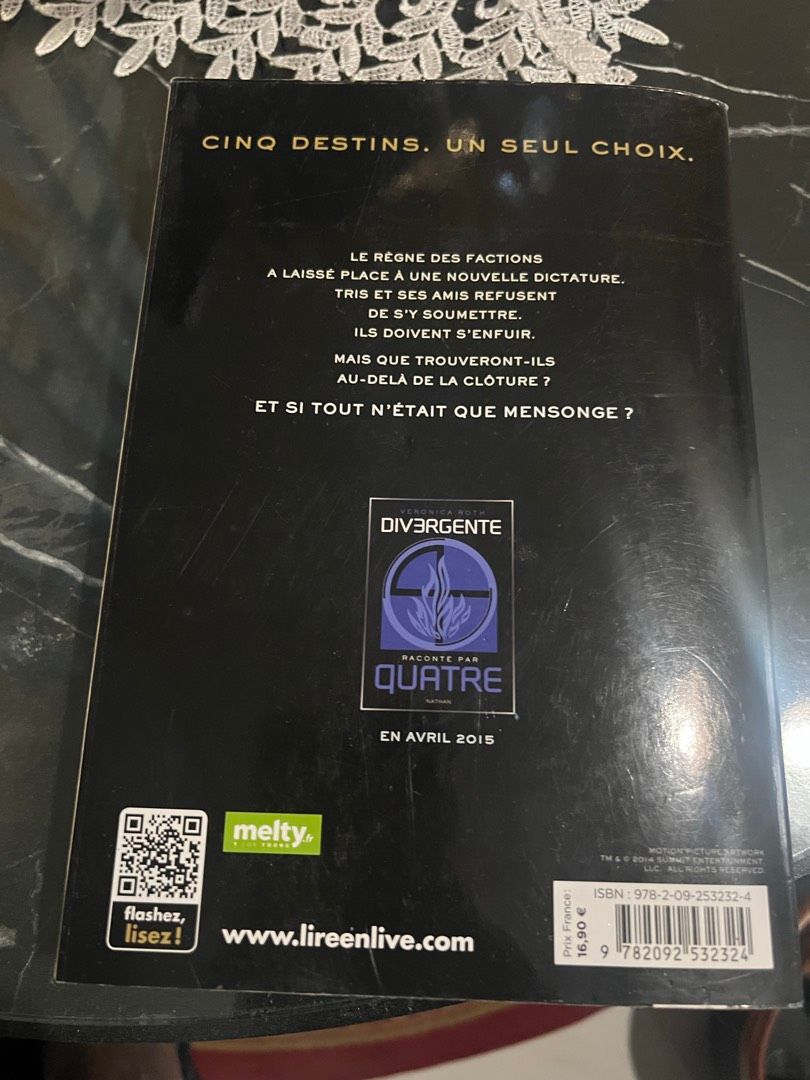 CINQ DESTINS. UN SEUL CHOIX.
LE RÈGNE DES FACTIONS
A LAISSÉ PLACE À UNE NOUVELLE DICTATURE.
TRIS ET SES AMIS REFUSENT
DE S'Y SOUMETTRE.
ILS DOIVENT S'ENFUIR.
MAIS QUE TROUVERONT-ILS
AU-DELÀ DE LA CLÔTURE ?
ET SI TOUT N'ÉTAIT QUE MENSONGE ?
VERONICA ROTH
DIV3RGENTE
RACONTÉ PAR
QUATRE
NATHAN
EN AVRIL 2015
melty.fr
flashez,
lisez !
www.lireenlive.com
MOTION PICTURE ARTWORK
TM & © 2014 SUMMIT ENTERTAINMENT,
LLC. ALL RIGHTS RESERVED.
Prix France :
16,90 €
ISBN : 978-2-09-253232-4
9 782092 532324